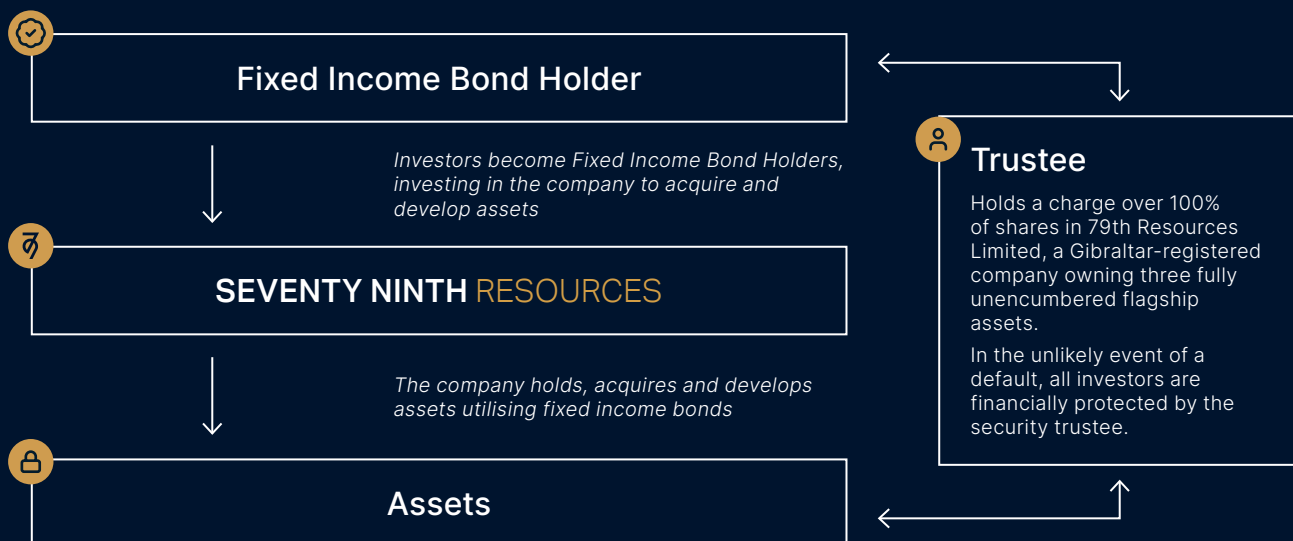 Fixed Income Bond Holder
Investors become Fixed Income Bond Holders,
investing in the company to acquire and
develop assets
SEVENTY NINTH RESOURCES
The company holds, acquires and develops
assets utilising fixed income bonds
Assets
Trustee
Holds a charge over 100%
of shares in 79th Resources
Limited, a Gibraltar-registered
company owning three fully
unencumbered flagship
assets.
In the unlikely event of a
default, all investors are
financially protected by the
security trustee.